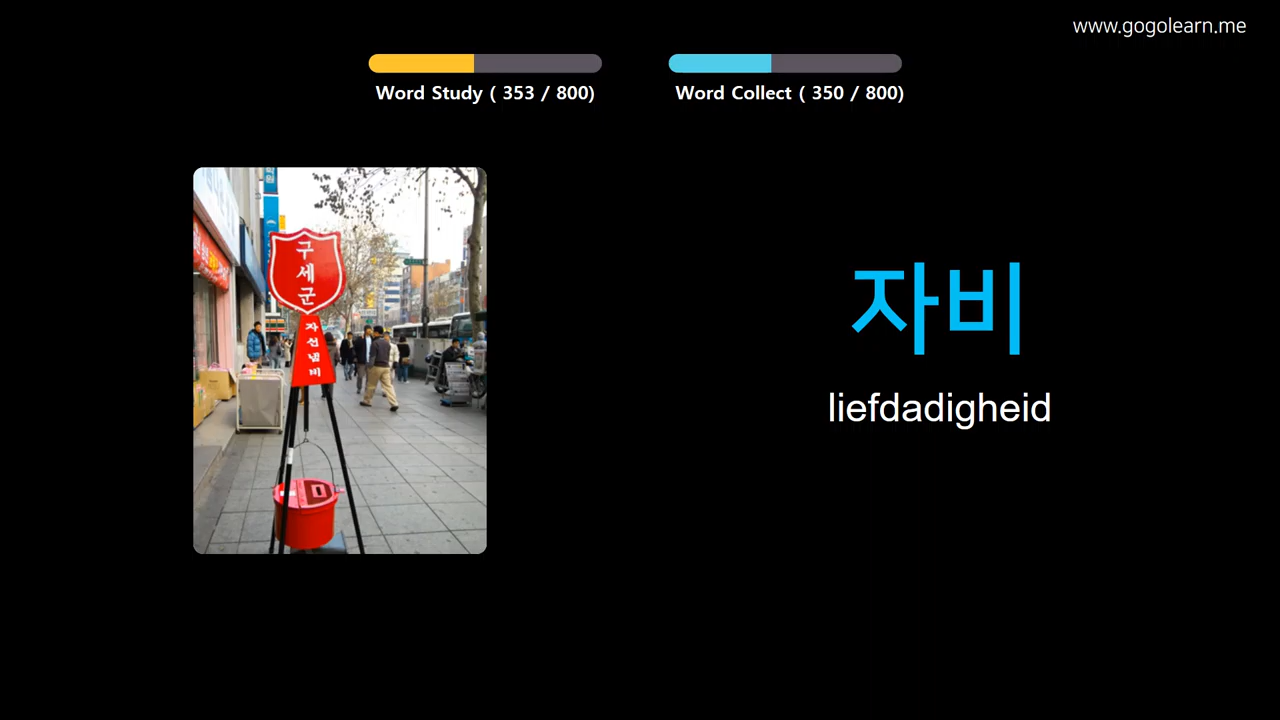 www.gogolearn.me
Word Study ( 353 / 800)
Word Collect ( 350 / 800)
구
세
군
자
선
냄
비
자비
liefdadigheid